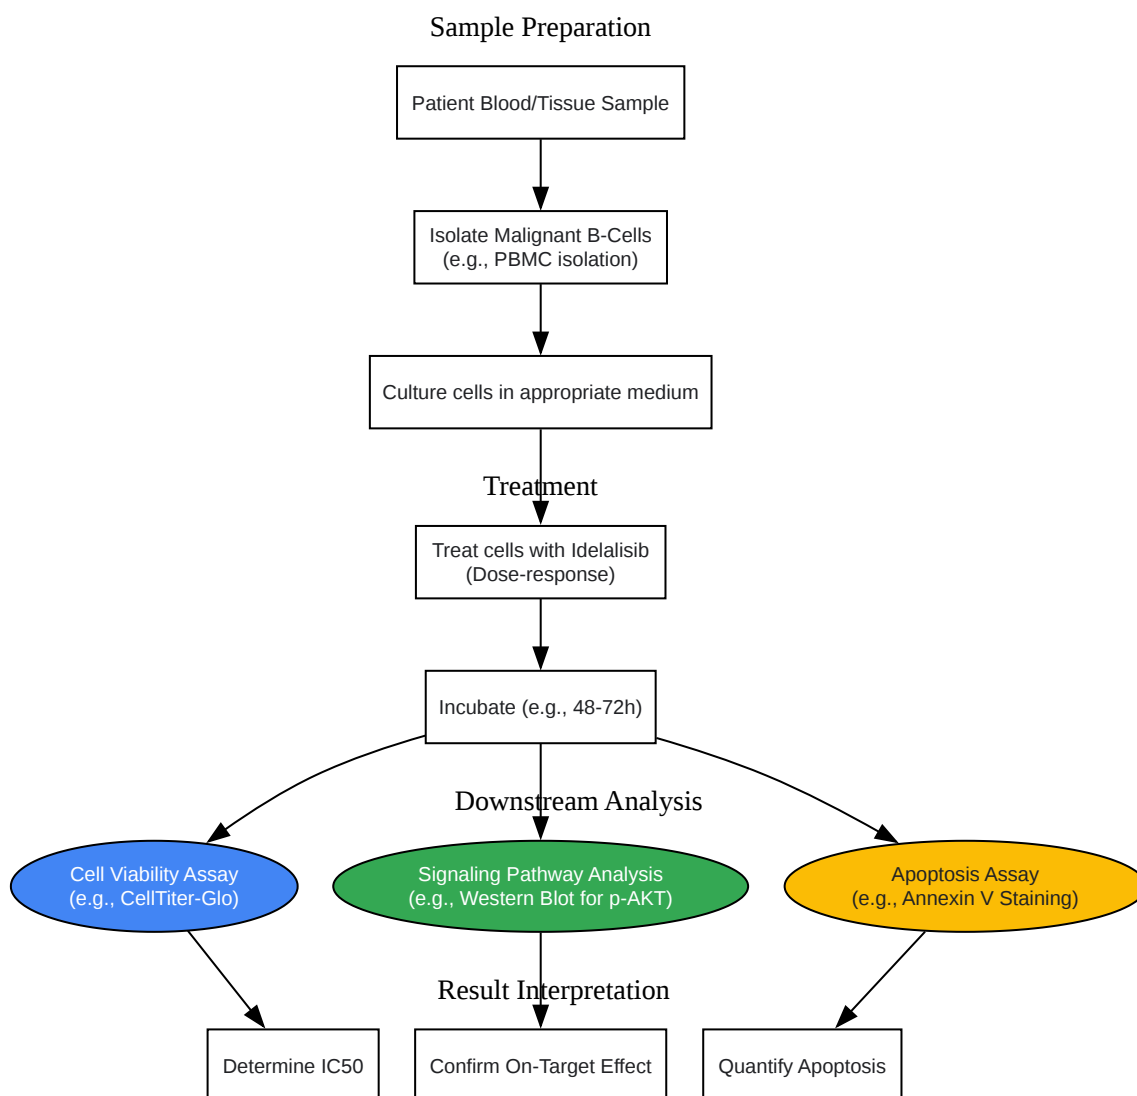 Sample Preparation
Patient Blood/Tissue Sample
Isolate Malignant B-Cells
(e.g., PBMC isolation)
Culture cells in appropriate medium
Treatment
Treat cells with Idelalisib
(Dose-response)
Incubate (e.g., 48-72h)
Downstream Analysis
Cell Viability Assay
(e.g., CellTiter-Glo)
Signaling Pathway Analysis
(e.g., Western Blot for p-AKT)
Apoptosis Assay
(e.g., Annexin V Staining)
Result Interpretation
Determine IC50
Confirm On-Target Effect
Quantify Apoptosis